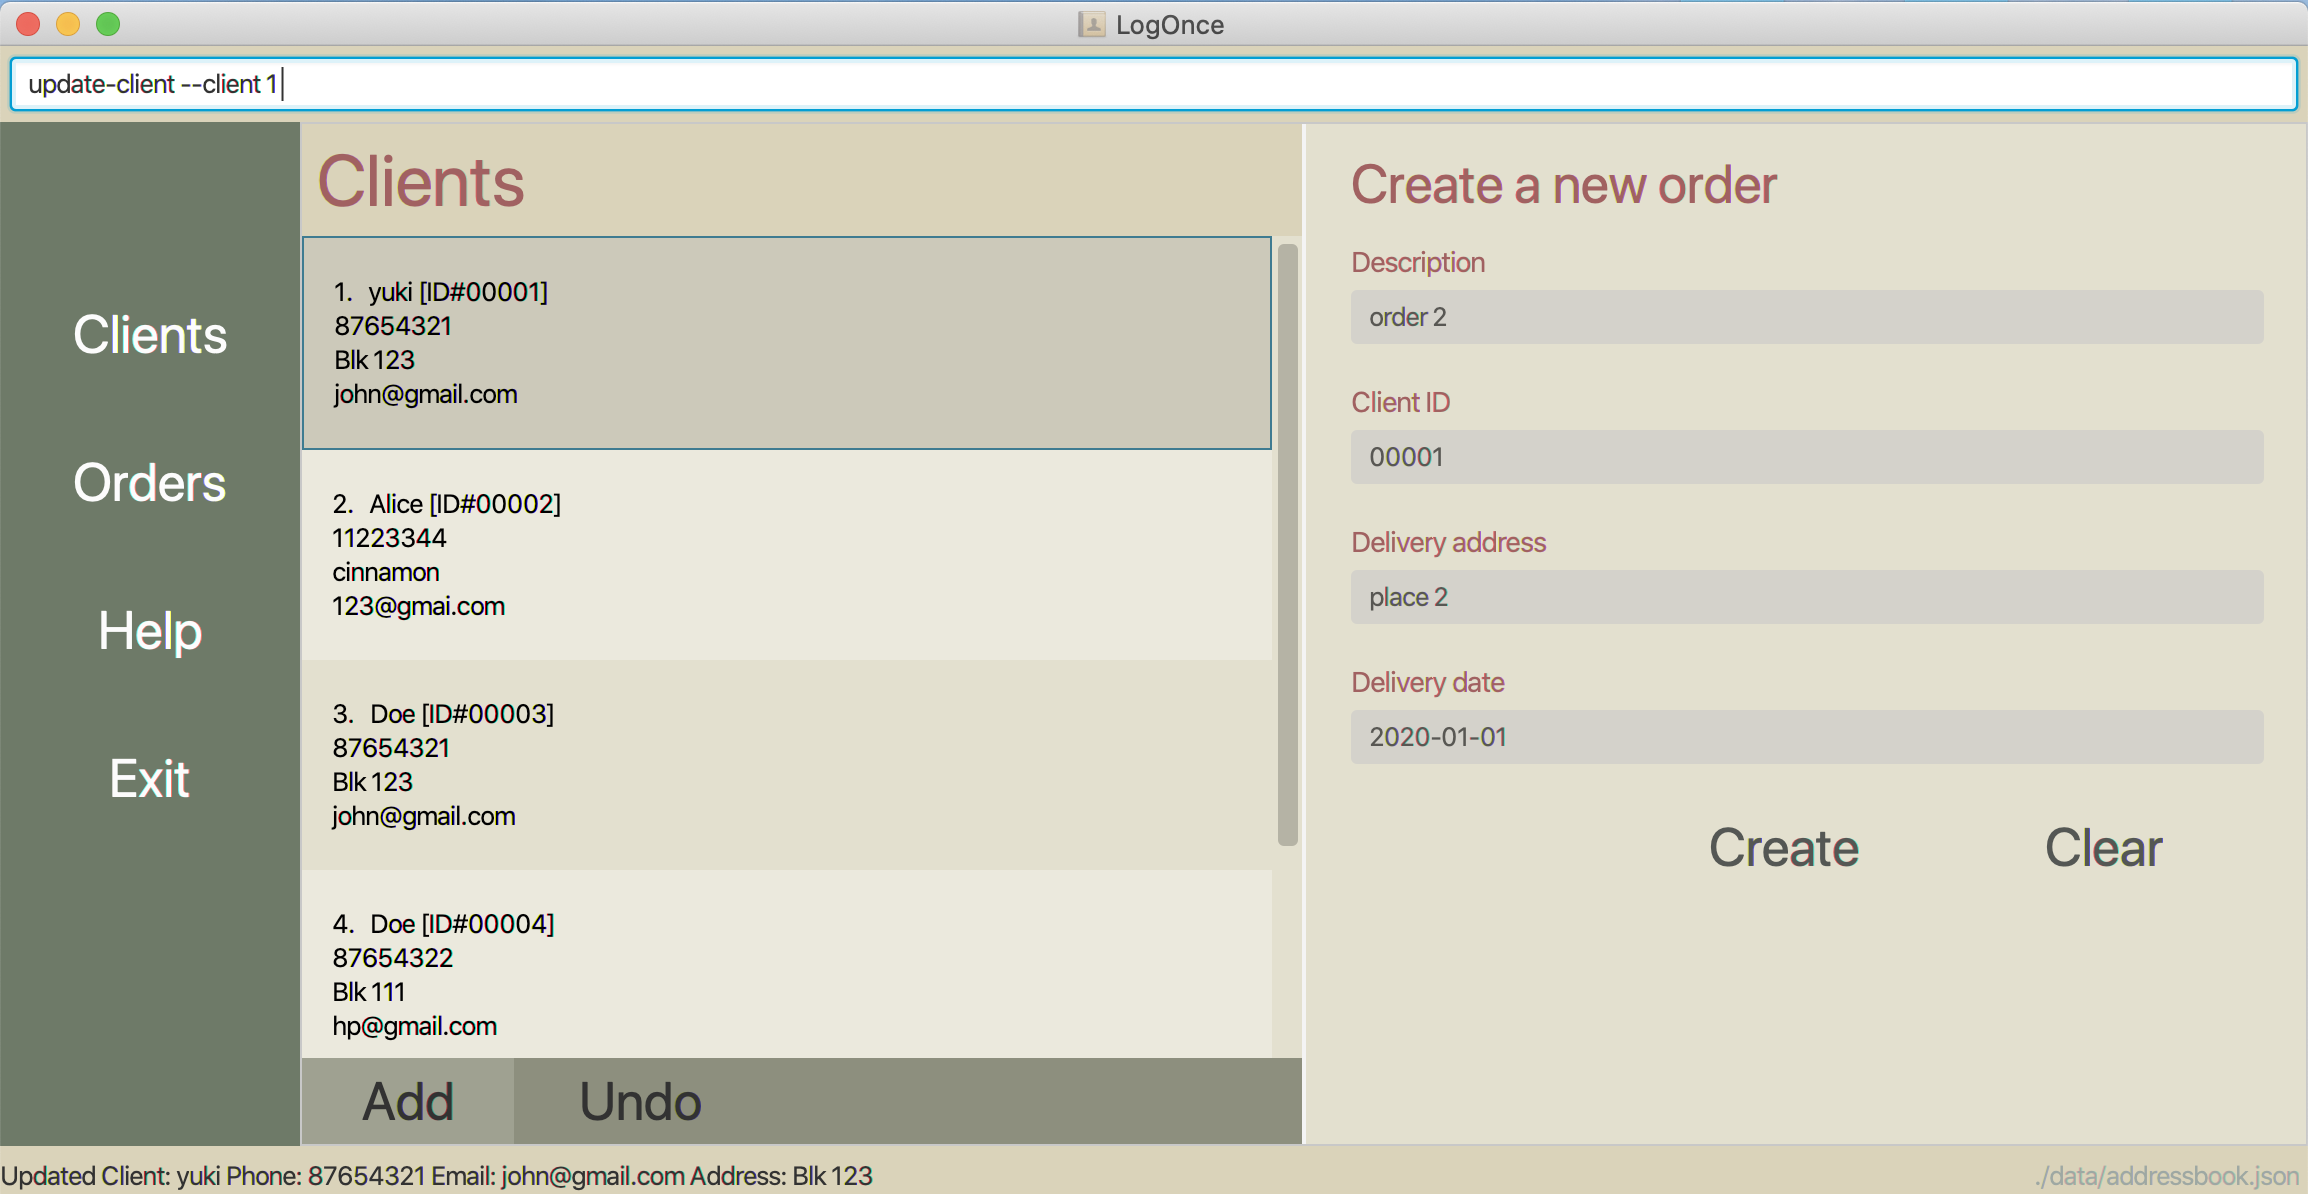 LogOnce
update-client --client 1
Clients
Orders
Help
Exit
Clients
1. yuki [ID#00001]
87654321
Blk 123
john@gmail.com
2. Alice [ID#00002]
11223344
cinnamon
123@gmai.com
3. Doe [ID#00003]
87654321
Blk 123
john@gmail.com
4. Doe [ID#00004]
87654322
Blk 111
hp@gmail.com
Add Undo
Create a new order
Description
order 2
Client ID
00001
Delivery address
place 2
Delivery date
2020-01-01
Create Clear
Updated Client: yuki Phone: 87654321 Email: john@gmail.com Address: Blk 123
./data/addressbook.json